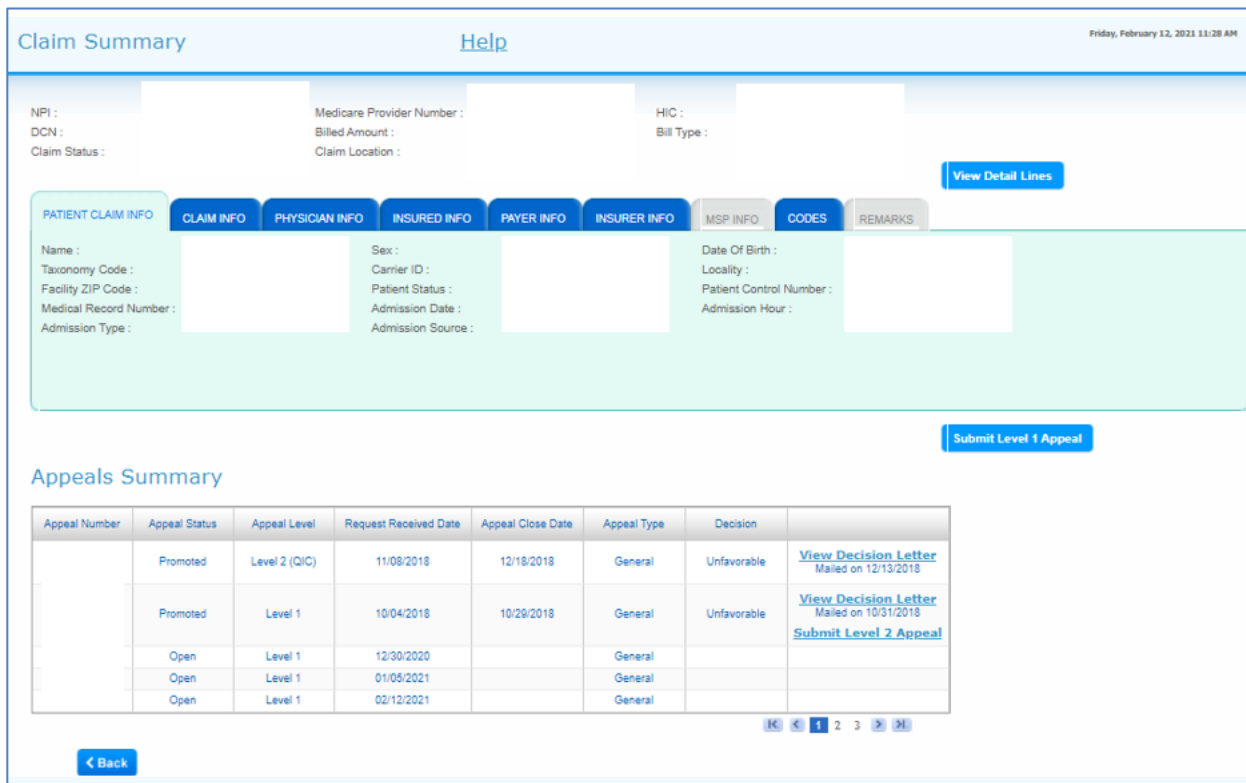 Claim Summary Help Friday, February 12, 2021 11:28 AM
NPI : Medicare Provider Number : HIC :
DCN : Billed Amount : Bill Type :
Claim Status : Claim Location :
View Detail Lines
PATIENT CLAIM INFO CLAIM INFO PHYSICIAN INFO INSURED INFO PAYER INFO INSURER INFO MSP INFO CODES REMARKS
Name : Sex : Date Of Birth :
Taxonomy Code : Carrier ID : Locality :
Facility ZIP Code : Patient Status : Patient Control Number :
Medical Record Number : Admission Date : Admission Hour :
Admission Type : Admission Source :
Submit Level 1 Appeal
Appeals Summary
Appeal Number Appeal Status Appeal Level Request Received Date Appeal Close Date Appeal Type Decision
Promoted Level 2 (QIC) 11/08/2018 12/18/2018 General Unfavorable View Decision Letter
Mailed on 12/13/2018
Promoted Level 1 10/04/2018 10/29/2018 General Unfavorable View Decision Letter
Mailed on 10/31/2018
Submit Level 2 Appeal
Open Level 1 12/30/2020 General
Open Level 1 01/05/2021 General
Open Level 1 02/12/2021 General
1 2 3
< Back